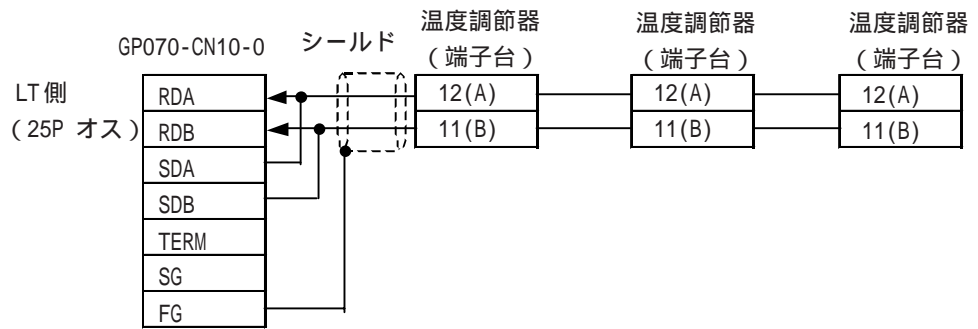 GP070-CN10-0
シールド
温度調節器
（端子台）
温度調節器
（端子台）
温度調節器
（端子台）
LT側
（25P オス）
RDA
RDB
SDA
SDB
TERM
SG
FG
12(A)
11(B)
12(A)
11(B)
12(A)
11(B)